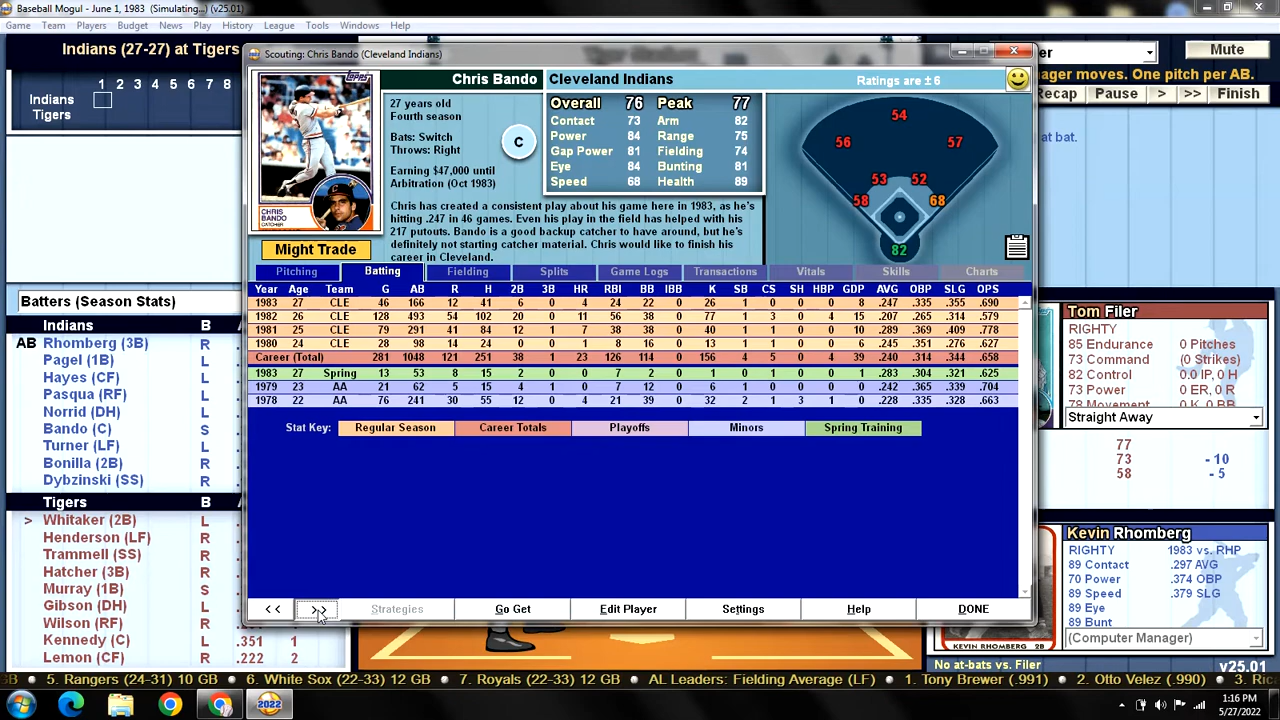 Baseball Mogul - June 1, 1983 (Simulating...) (v25.01)
Game Team Players Budget News Play History League Tools Windows Help
Indians (27-27) at Tigers
1 2 3 4 5 6 7 8
Indians
Tigers
Mute
nager moves. One pitch per AB.
Recap Pause > >> Finish
at bat.
Scouting: Chris Bando (Cleveland Indians)
Topps
CHRIS BANDO
CATCHER
Might Trade
Chris Bando
27 years old
Fourth season
Bats: Switch
Throws: Right
Earning $47,000 until
Arbitration (Oct 1983)
C
Cleveland Indians
Ratings are ± 6
Overall 76 Peak 77
Contact 73 Arm 82
Power 84 Range 75
Gap Power 81 Fielding 74
Eye 84 Bunting 81
Speed 68 Health 89
54
56 57
53 52
58 68
82
Chris has created a consistent play about his game here in 1983, as he's
hitting .247 in 46 games. Even his play in the field has helped with his
217 putouts. Bando is a good backup catcher to have around, but he's
definitely not starting catcher material. Chris would like to finish his
career in Cleveland.
Pitching Batting Fielding Splits Game Logs Transactions Vitals Skills Charts
Year Age Team G AB R H 2B 3B HR RBI BB IBB K SB CS SH HBP GDP AVG OBP SLG OPS
1983 27 CLE 46 166 12 41 6 0 4 24 22 0 26 1 0 0 0 8 .247 .335 .355 .690
1982 26 CLE 128 493 54 102 20 0 11 56 38 0 77 1 3 0 4 15 .207 .265 .314 .579
1981 25 CLE 79 291 41 84 12 1 7 38 38 0 40 1 1 0 0 10 .289 .369 .409 .778
1980 24 CLE 28 98 14 24 0 0 1 8 16 0 13 1 1 0 0 6 .245 .351 .276 .627
Career (Total) 281 1048 121 251 38 1 23 126 114 0 156 4 5 0 4 39 .240 .314 .344 .658
1983 27 Spring 13 53 8 15 2 0 0 7 2 0 1 0 0 0 0 1 .283 .304 .321 .625
1979 23 AA 21 62 5 15 4 1 0 7 12 0 6 1 0 0 0 2 .242 .365 .339 .704
1978 22 AA 76 241 30 55 12 0 4 21 39 0 32 2 1 3 1 0 .228 .335 .328 .663
Stat Key: Regular Season Career Totals Playoffs Minors Spring Training
<< >> Strategies Go Get Edit Player Settings Help DONE
Batters (Season Stats)
Indians B
AB Rhomberg (3B) R
Pagel (1B) L
Hayes (CF) L
Pasqua (RF) L
Norrid (DH) L
Bando (C) S
Turner (LF) L
Bonilla (2B) R
Dybzinski (SS) R
Tigers B
> Whitaker (2B) L
Henderson (LF) R
Trammell (SS) R
Hatcher (3B) R
Murray (1B) S
Gibson (DH) L
Wilson (RF) R
Kennedy (C) L .351 1
Lemon (CF) R .222 2
Tom Filer
RIGHTY
85 Endurance 0 Pitches
73 Command (0 Strikes)
82 Control 0.0 IP, 0 H
73 Power 0 ER, 0 R
78 Movement 0 K, 0 BB
Straight Away
77
73 - 10
58 - 5
KEVIN RHOMBERG 2B
Kevin Rhomberg
RIGHTY 1983 vs. RHP
89 Contact .297 AVG
70 Power .374 OBP
89 Speed .379 SLG
89 Eye
89 Bunt
(Computer Manager)
No at-bats vs. Filer
v25.01
GB 5. Rangers (24-31) 10 GB 6. White Sox (22-33) 12 GB 7. Royals (22-33) 12 GB AL Leaders: Fielding Average (LF) 1. Tony Brewer (.991) 2. Otto Velez (.990) 3. Ric
2022
1:16 PM
5/27/2022